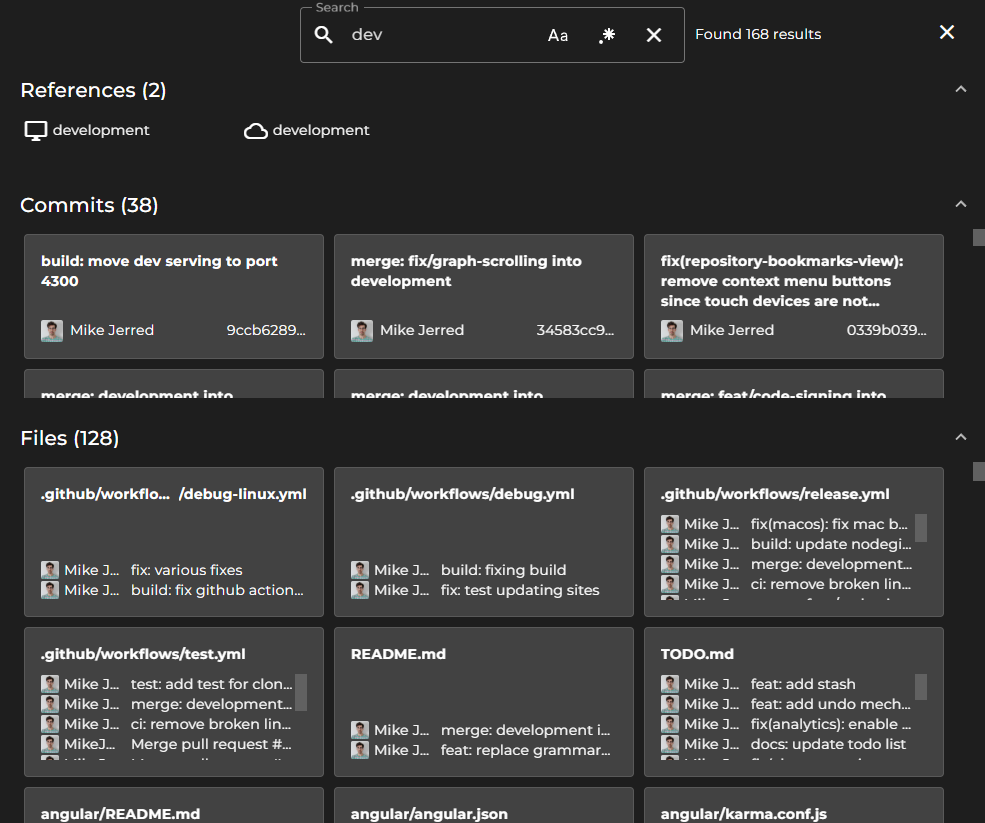 Search
dev
Aa
.*
Found 168 results
References (2)
development
development
Commits (38)
build: move dev serving to port
4300
Mike Jerred
9ccb6289...
merge: fix/graph-scrolling into
development
Mike Jerred
34583cc9...
fix(repository-bookmarks-view):
remove context menu buttons
since touch devices are not...
Mike Jerred
0339b039...
merge: development into
merge: development into
merge: feat/code-signing into
Files (128)
.github/workflo... /debug-linux.yml
Mike J... fix: various fixes
Mike J... build: fix github action...
.github/workflows/debug.yml
Mike J... build: fixing build
Mike J... fix: test updating sites
.github/workflows/release.yml
Mike J... fix(macos): fix mac b...
Mike J... build: update nodegi...
Mike J... merge: development...
Mike J... ci: remove broken lin...
.github/workflows/test.yml
Mike J... test: add test for clon...
Mike J... merge: development...
Mike J... ci: remove broken lin...
MikeJ... Merge pull request #...
README.md
Mike J... merge: development i...
Mike J... feat: replace grammar...
TODO.md
Mike J... feat: add stash
Mike J... feat: add undo mech...
Mike J... fix(analytics): enable ...
Mike J... docs: update todo list
angular/README.md
angular/angular.json
angular/karma.conf.js